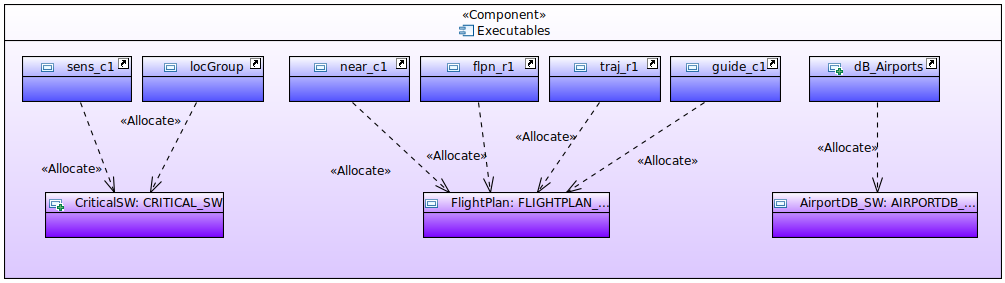 «Component»
Executables
sens_c1
locGroup
near_c1
flpn_r1
traj_r1
guide_c1
dB_Airports
«Allocate»
«Allocate»
«Allocate»
«Allocate»
«Allocate»
«Allocate»
«Allocate»
CriticalSW: CRITICAL_SW
FlightPlan: FLIGHTPLAN_...
AirportDB_SW: AIRPORTDB_...